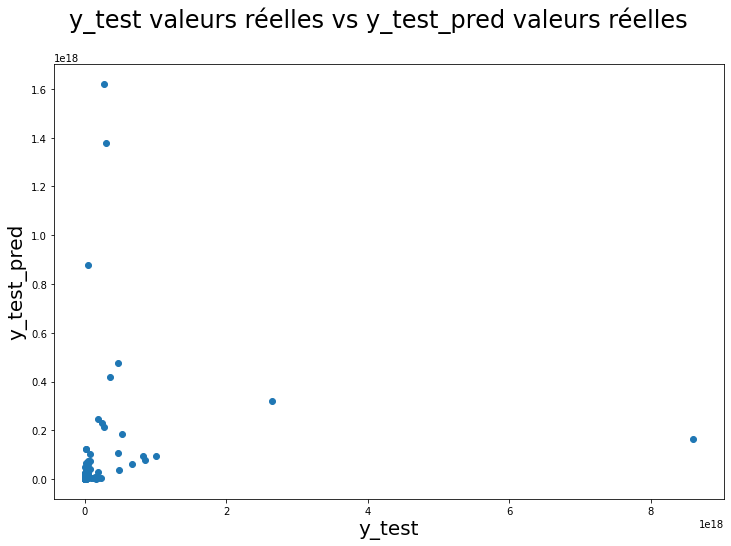 y_test valeurs réelles vs y_test_pred valeurs réelles
1e18
1.6
1.4
1.2
1.0
0.8
0.6
0.4
0.2
0.0
y_test_pred
0
2
4
6
8
y_test
1e18